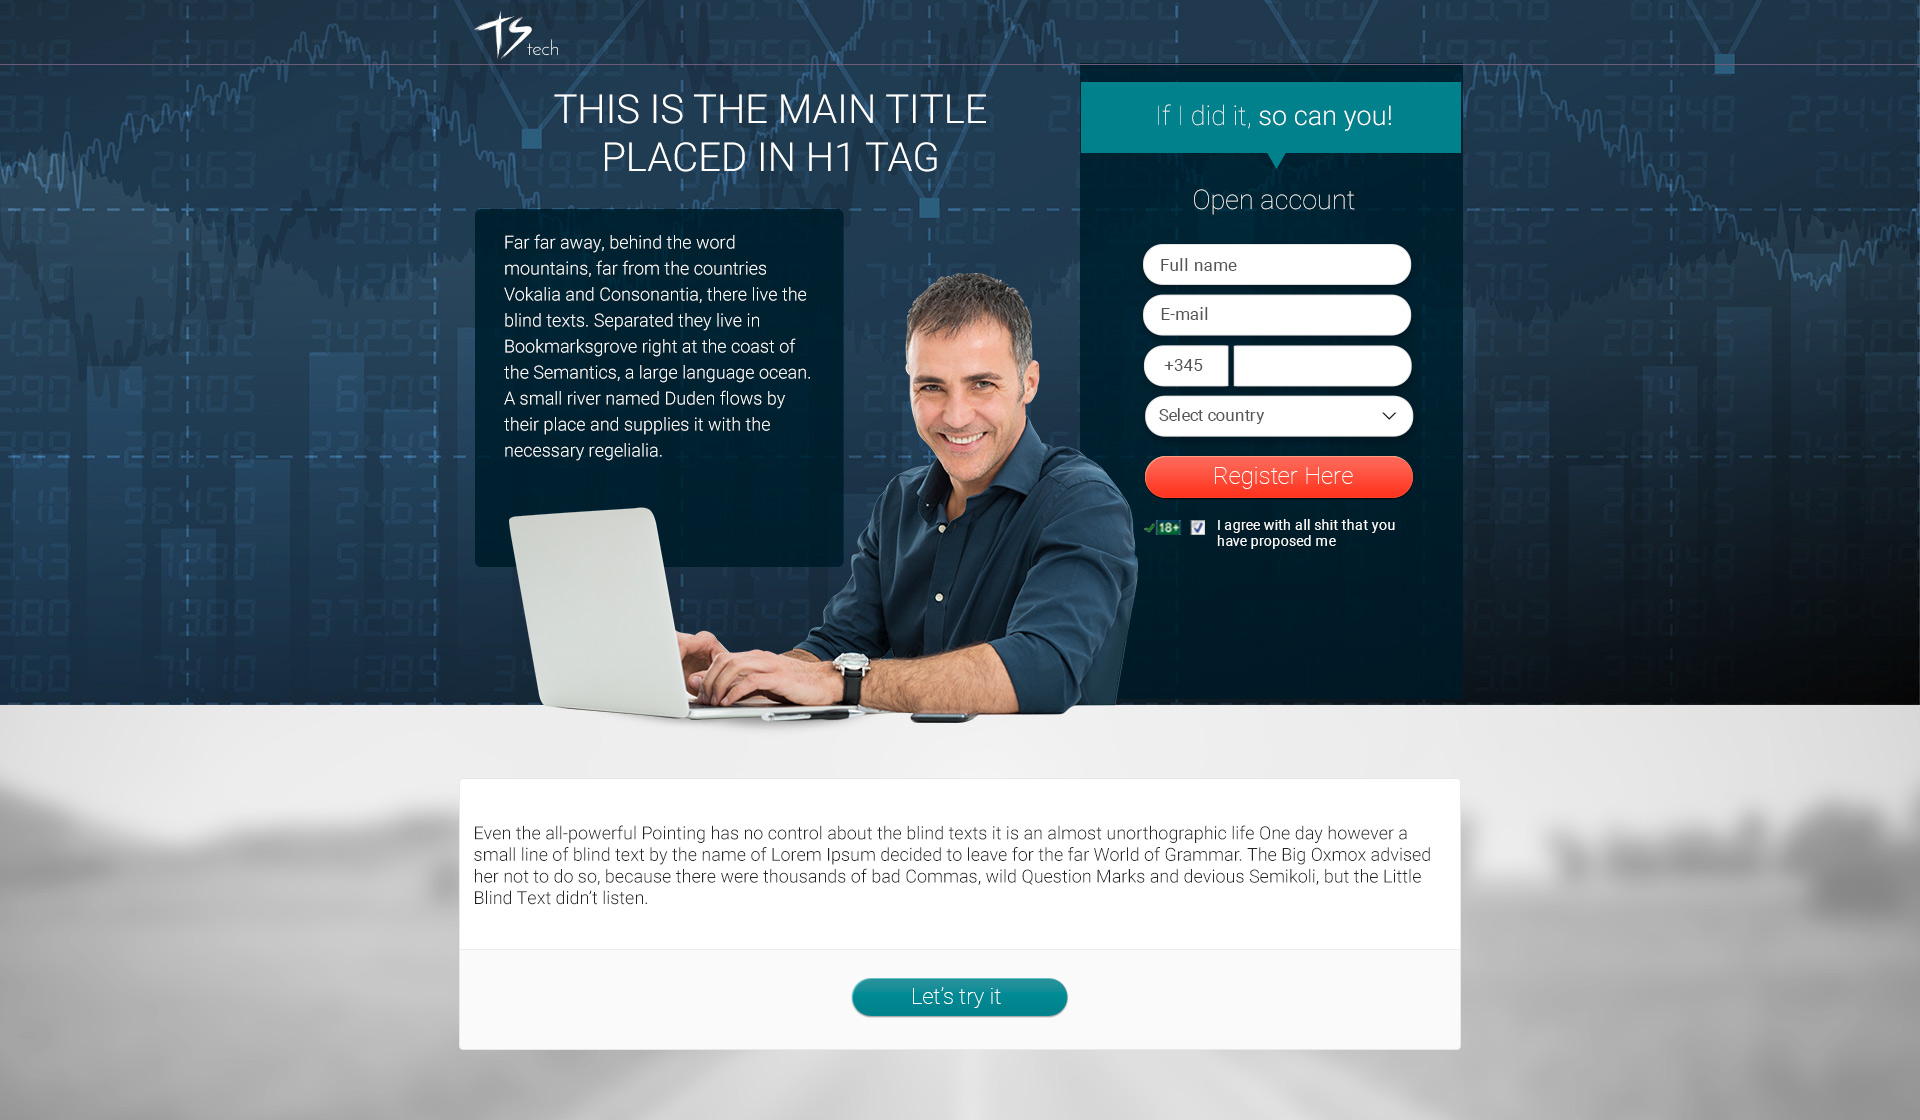 TS tech
THIS IS THE MAIN TITLE
PLACED IN H1 TAG
Far far away, behind the word
mountains, far from the countries
Vokalia and Consonantia, there live the
blind texts. Separated they live in
Bookmarksgrove right at the coast of
the Semantics, a large language ocean.
A small river named Duden flows by
their place and supplies it with the
necessary regelialia.
If I did it, so can you!
Open account
Full name
E-mail
+345
Select country
Register Here
18+
I agree with all shit that you
have proposed me
Even the all-powerful Pointing has no control about the blind texts it is an almost unorthographic life One day however a
small line of blind text by the name of Lorem Ipsum decided to leave for the far World of Grammar. The Big Oxmox advised
her not to do so, because there were thousands of bad Commas, wild Question Marks and devious Semikoli, but the Little
Blind Text didn’t listen.
Let’s try it